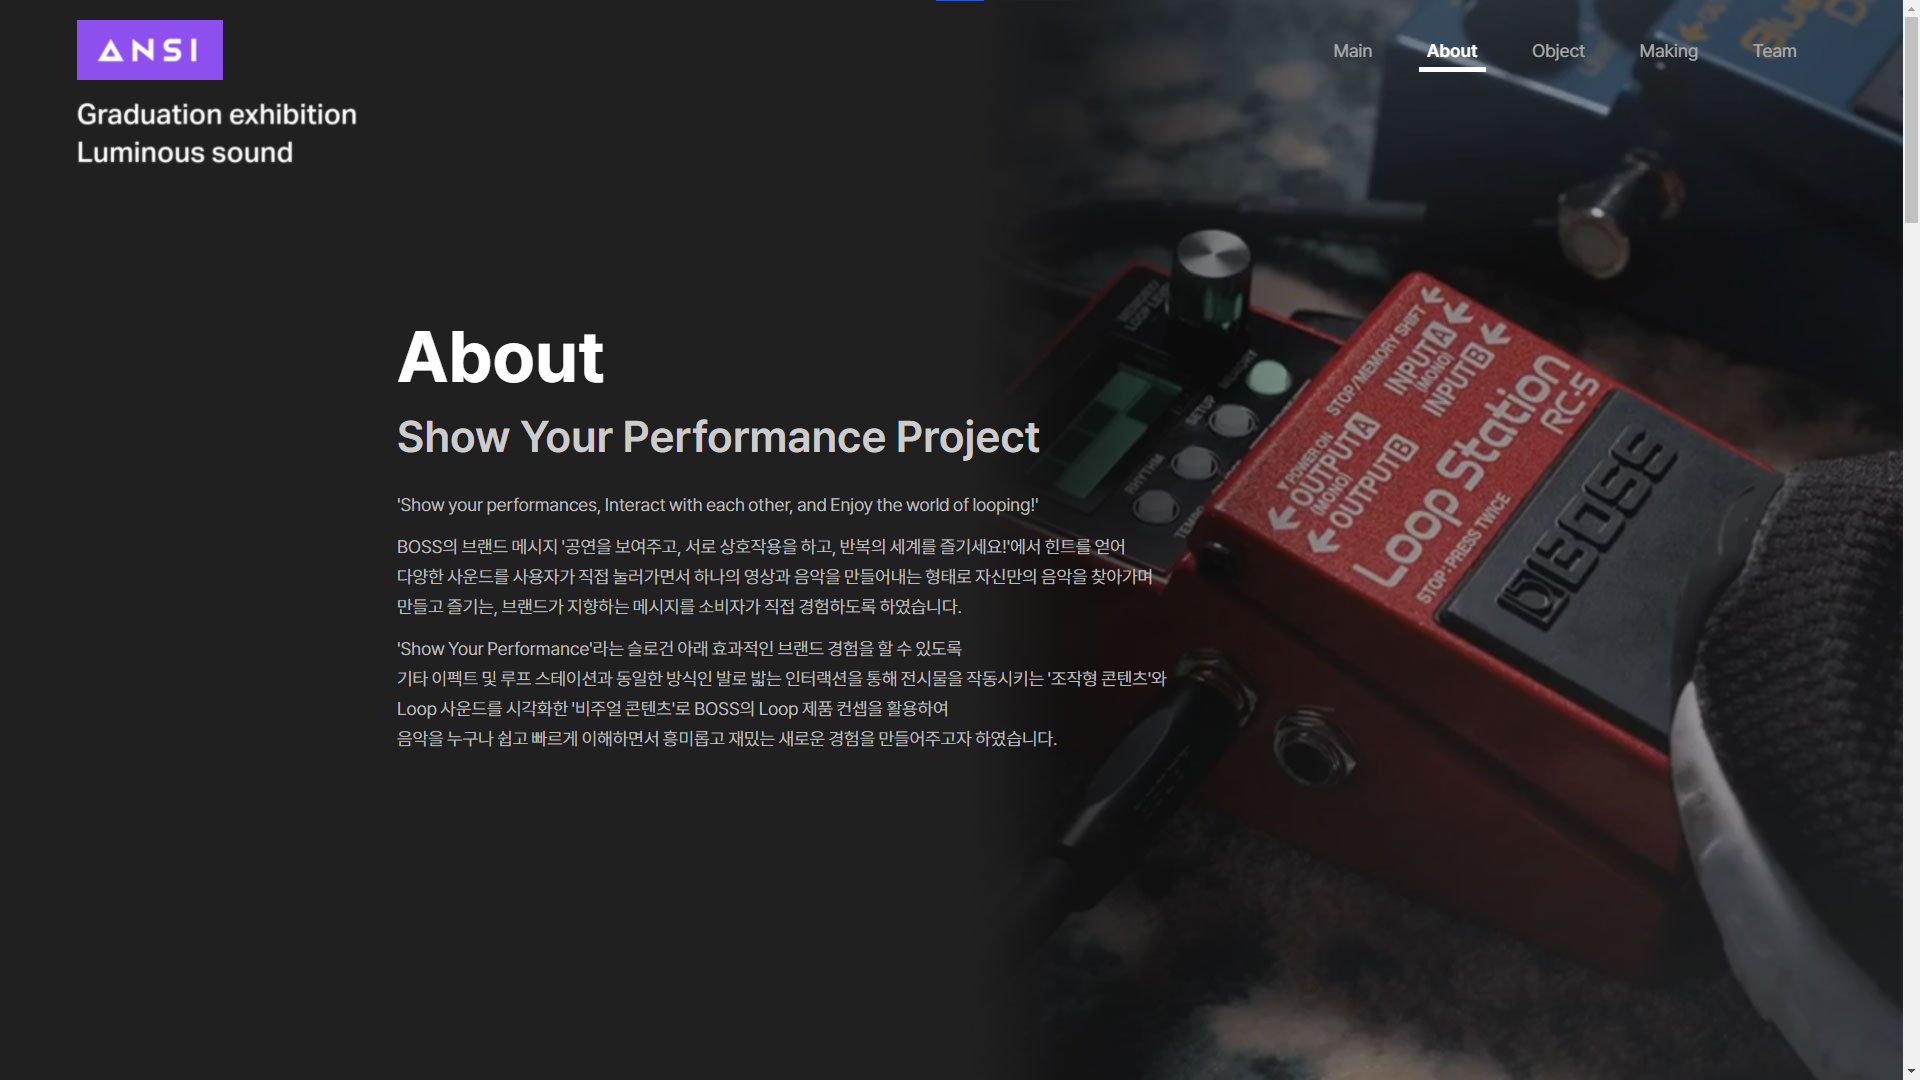 ANSI
Graduation exhibition
Luminous sound
Main
About
Object
Making
Team
About
Show Your Performance Project
'Show your performances, Interact with each other, and Enjoy the world of looping!'
BOSS의 브랜드 메시지 '공연을 보여주고, 서로 상호작용을 하고, 반복의 세계를 즐기세요!'에서 힌트를 얻어
다양한 사운드를 사용자가 직접 눌러가면서 하나의 영상과 음악을 만들어내는 형태로 자신만의 음악을 찾아가며
만들고 즐기는, 브랜드가 지향하는 메시지를 소비자가 직접 경험하도록 하였습니다.
'Show Your Performance'라는 슬로건 아래 효과적인 브랜드 경험을 할 수 있도록
기타 이펙트 및 루프 스테이션과 동일한 방식인 발로 밟는 인터랙션을 통해 전시물을 작동시키는 '조작형 콘텐츠'와
Loop 사운드를 시각화한 '비주얼 콘텐츠'로 BOSS의 Loop 제품 컨셉을 활용하여
음악을 누구나 쉽고 빠르게 이해하면서 흥미롭고 재밌는 새로운 경험을 만들어주고자 하였습니다.
MEMORY/
LOOP LEVEL
MEMORY
SETUP
RHYTHM
TEMPO
STOP/MEMORY SHIFT
INPUT A
(MONO)
INPUT B
POWER ON
OUTPUT A
(MONO)
OUTPUT B
Loop Station
RC-5
STOP: PRESS TWICE
BOSS